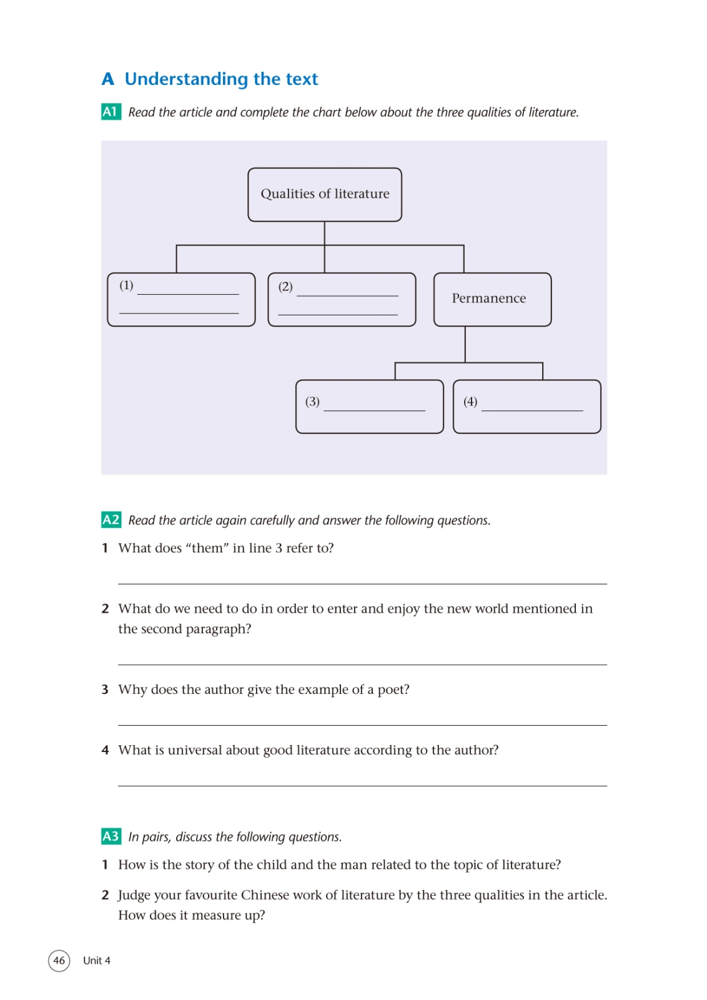 A Understanding the text
A1 Read the article and complete the chart below about the three qualities of literature.
Qualities of literature
(1) ____________
____________
(2) ____________
____________
Permanence
(3) ____________
(4) ____________
A2 Read the article again carefully and answer the following questions.
1 What does “them” in line 3 refer to?
2 What do we need to do in order to enter and enjoy the new world mentioned in
the second paragraph?
3 Why does the author give the example of a poet?
4 What is universal about good literature according to the author?
A3 In pairs, discuss the following questions.
1 How is the story of the child and the man related to the topic of literature?
2 Judge your favourite Chinese work of literature by the three qualities in the article.
How does it measure up?
46 Unit 4